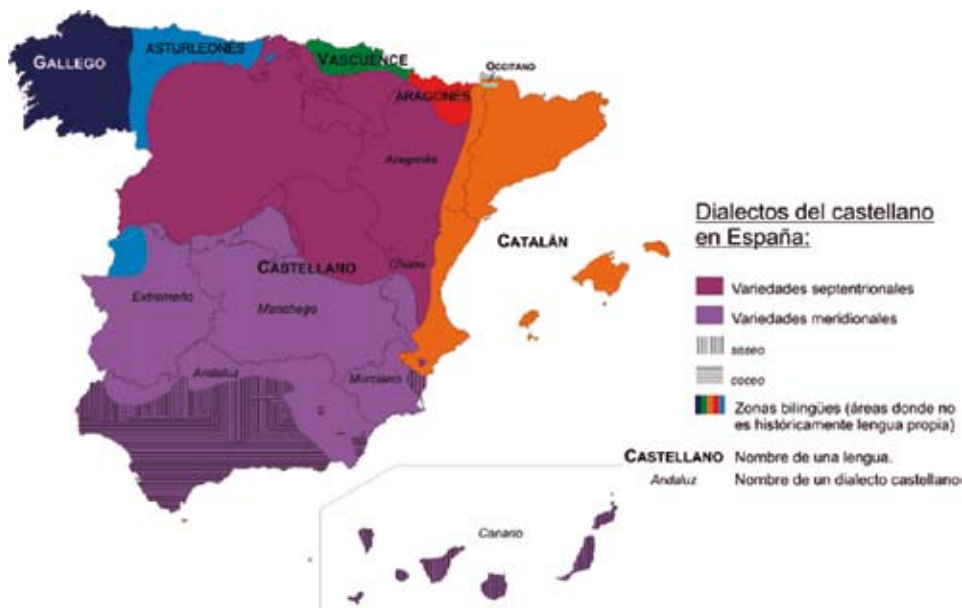 GALLEGO
ASTURLEONÉS
VASCUENCE
OCCITANO
ARAGONÉS
Aragonés
CATALÁN
CASTELLANO
Churro
Extremeño
Manchego
Andaluz
Murciano
Canario
Dialectos del castellano
en España:
Variedades septentrionales
Variedades meridionales
seseo
ceceo
Zonas bilingües (áreas donde no
es históricamente lengua propia)
CASTELLANO Nombre de una lengua.
Andaluz Nombre de un dialecto castellano